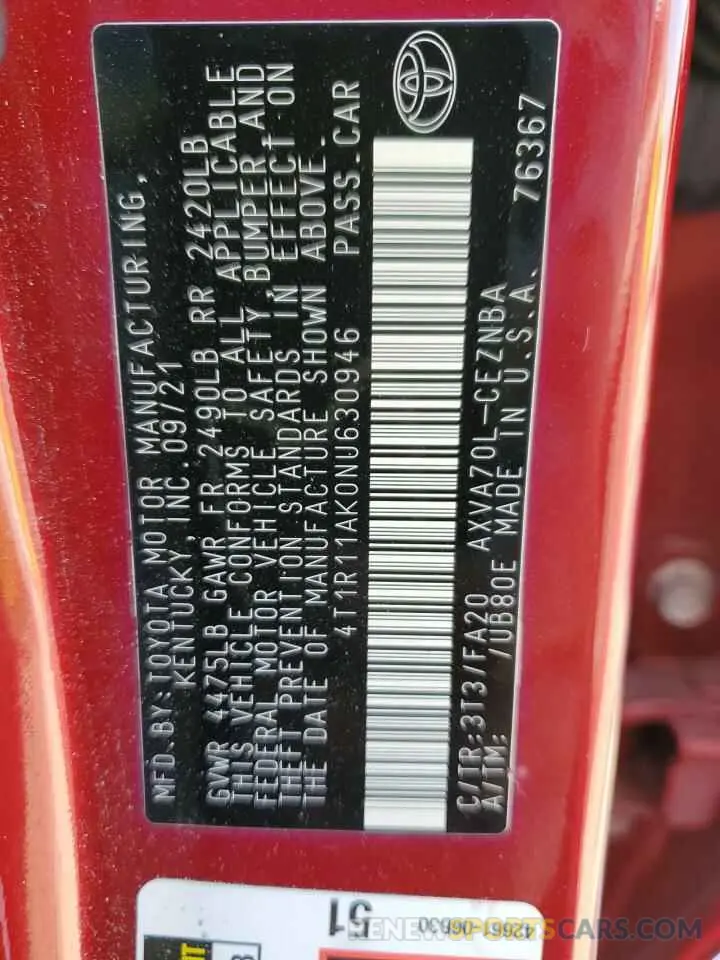 MFD.BY:TOYOTA MOTOR MANUFACTURING,
KENTUCKY, INC.09/21
GVWR 4475LB GAWR FR 2490LB RR 2420LB
THIS VEHICLE CONFORMS TO ALL APPLICABLE
FEDERAL MOTOR VEHICLE SAFETY, BUMPER,AND
THEFT PREVENTION STANDARDS IN EFFECT ON
THE DATE OF MANUFACTURE SHOWN ABOVE.
4T1R11AK0NU630946 PASS.CAR
C/TR:3T3/FA20 AXVA70L-CEZNBA
A/TM: /UB80E MADE IN U.S.A. 76367
51
42661-06B30
RENEWSPORTSCARS.COM